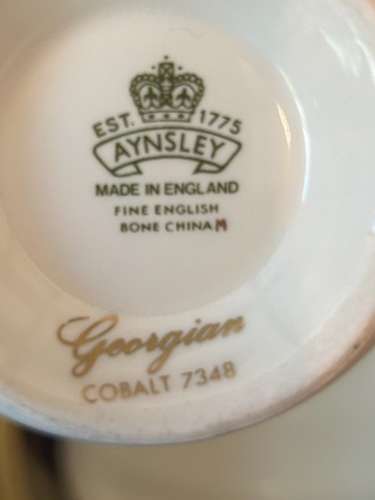 EST. 1775
AYNSLEY
MADE IN ENGLAND
FINE ENGLISH
BONE CHINA M
Georgian
COBALT 7348